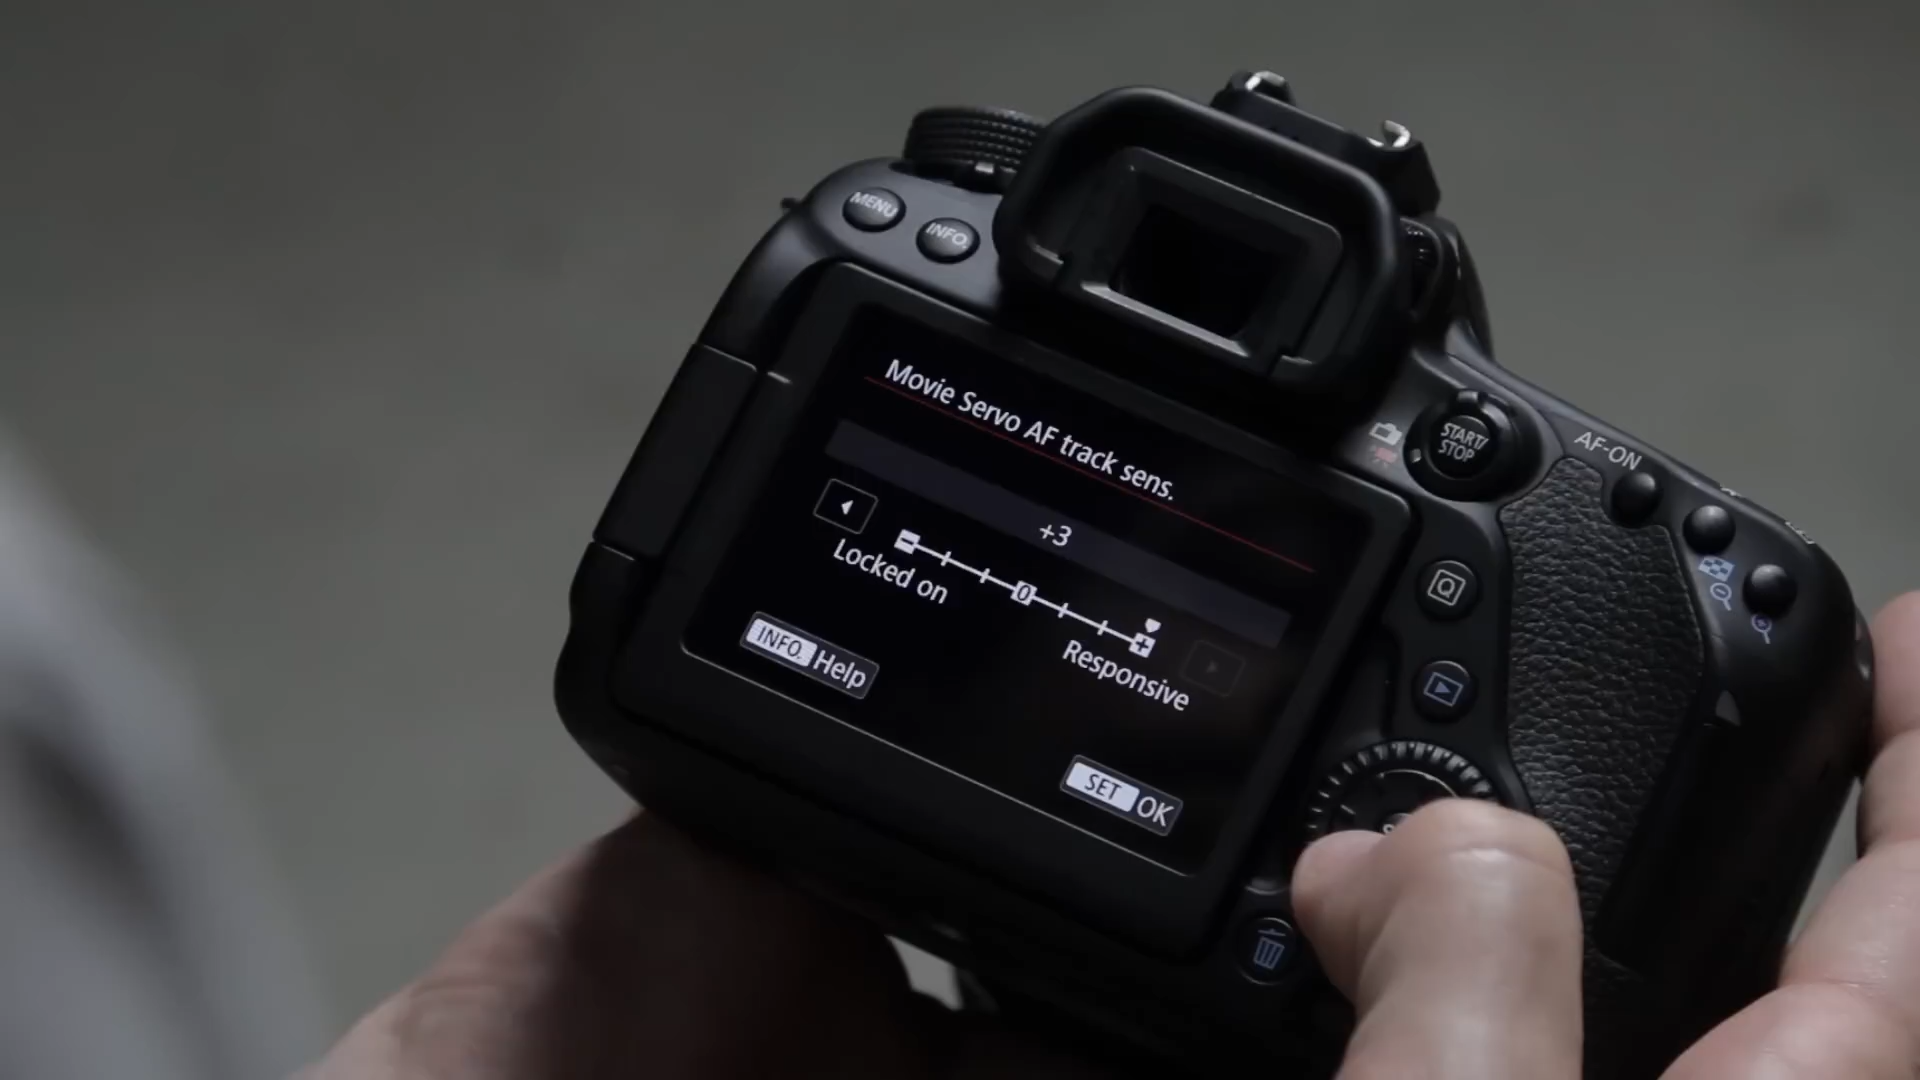 MENU
INFO.
Movie Servo AF track sens.
START/
STOP
AF-ON
+3
0
Locked on
Responsive
Q
INFO. Help
SET OK